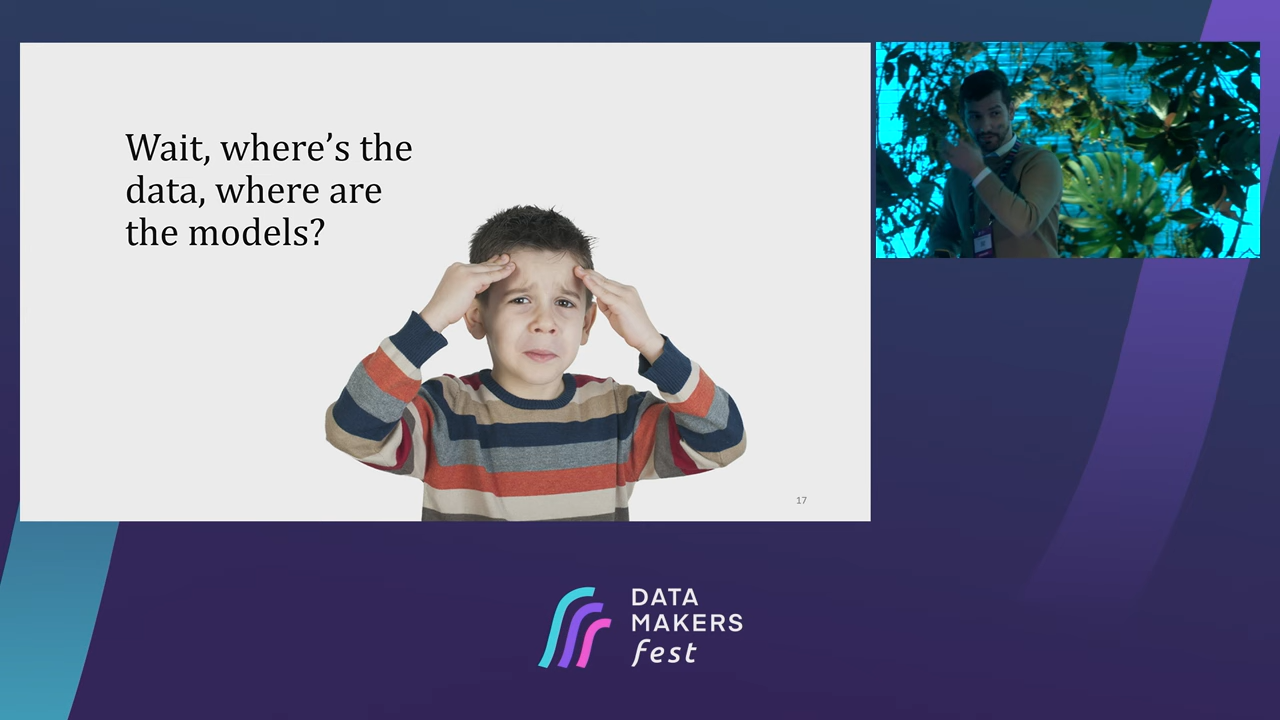 Wait, where’s the
data, where are
the models?
17
DATA
MAKERS
fest